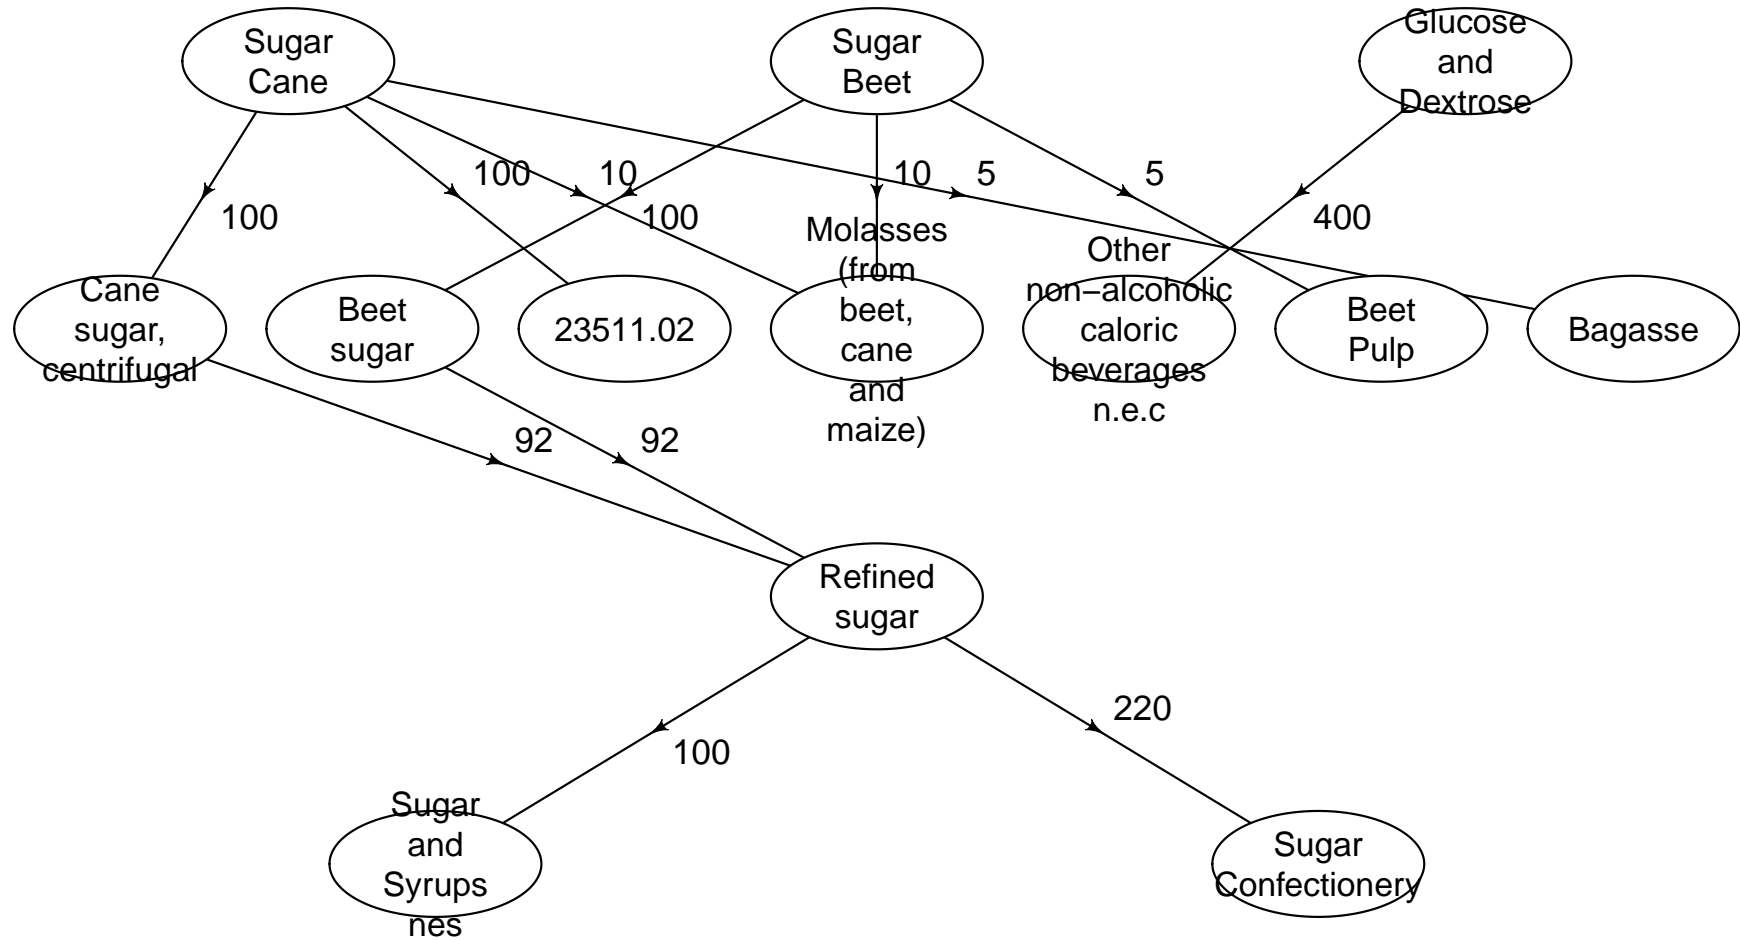 Sugar
Cane
Sugar
Beet
Glucose
and
Dextrose
100
100
10
100
10
5
5
400
Cane
sugar,
centrifugal
Beet
sugar
23511.02
Molasses
(from
beet,
cane
and
maize)
Other
non−alcoholic
caloric
beverages
n.e.c
Beet
Pulp
Bagasse
92
92
Refined
sugar
100
220
Sugar
and
Syrups
nes
Sugar
Confectionery